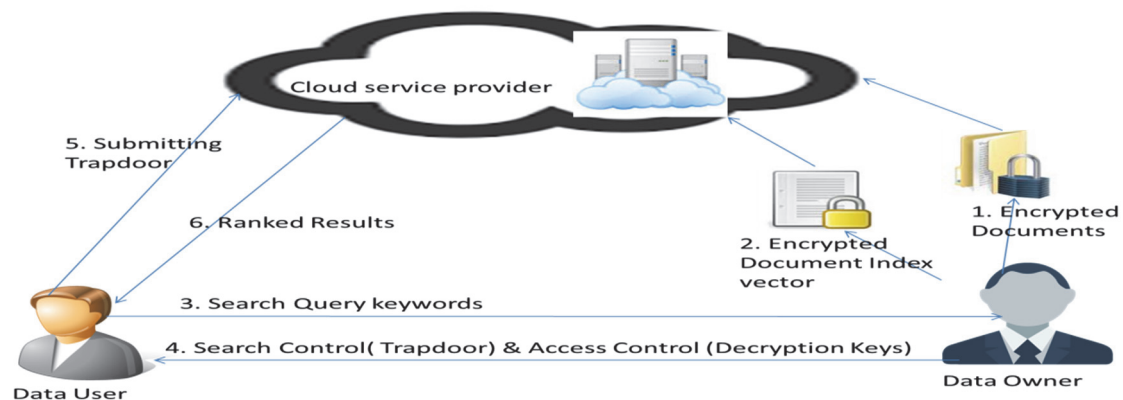 Cloud service provider
5. Submitting
Trapdoor
6. Ranked Results
1. Encrypted
Documents
2. Encrypted
Document Index
vector
3. Search Query keywords
4. Search Control( Trapdoor) & Access Control (Decryption Keys)
Data User
Data Owner